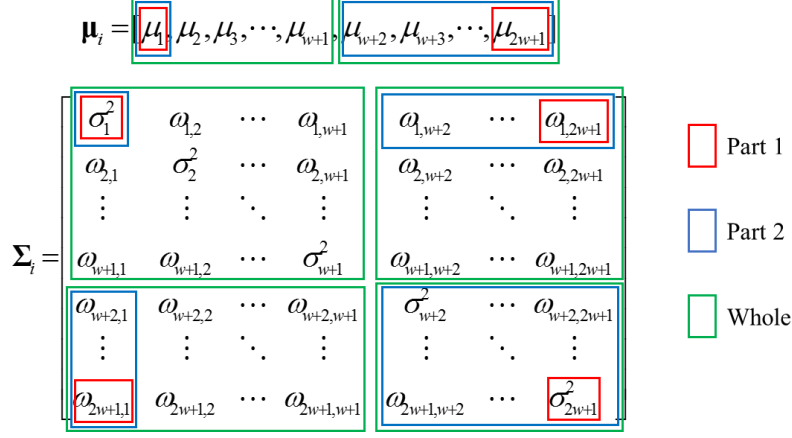 μ_i = [μ_1, μ_2, μ_3, ⋯, μ_{w+1}, μ_{w+2}, μ_{w+3}, ⋯, μ_{2w+1}]
σ_1^2 ω_{1,2} ⋯ ω_{1,w+1} ω_{1,w+2} ⋯ ω_{1,2w+1}
ω_{2,1} σ_2^2 ⋯ ω_{2,w+1} ω_{2,w+2} ⋯ ω_{2,2w+1}
⋮ ⋮ ⋱ ⋮ ⋮ ⋱ ⋮
Σ_i = ω_{w+1,1} ω_{w+1,2} ⋯ σ_{w+1}^2 ω_{w+1,w+2} ⋯ ω_{w+1,2w+1}
ω_{w+2,1} ω_{w+2,2} ⋯ ω_{w+2,w+1} σ_{w+2}^2 ⋯ ω_{w+2,2w+1}
⋮ ⋮ ⋱ ⋮ ⋮ ⋱ ⋮
ω_{2w+1,1} ω_{2w+1,2} ⋯ ω_{2w+1,w+1} ω_{2w+1,w+2} ⋯ σ_{2w+1}^2
Part 1
Part 2
Whole